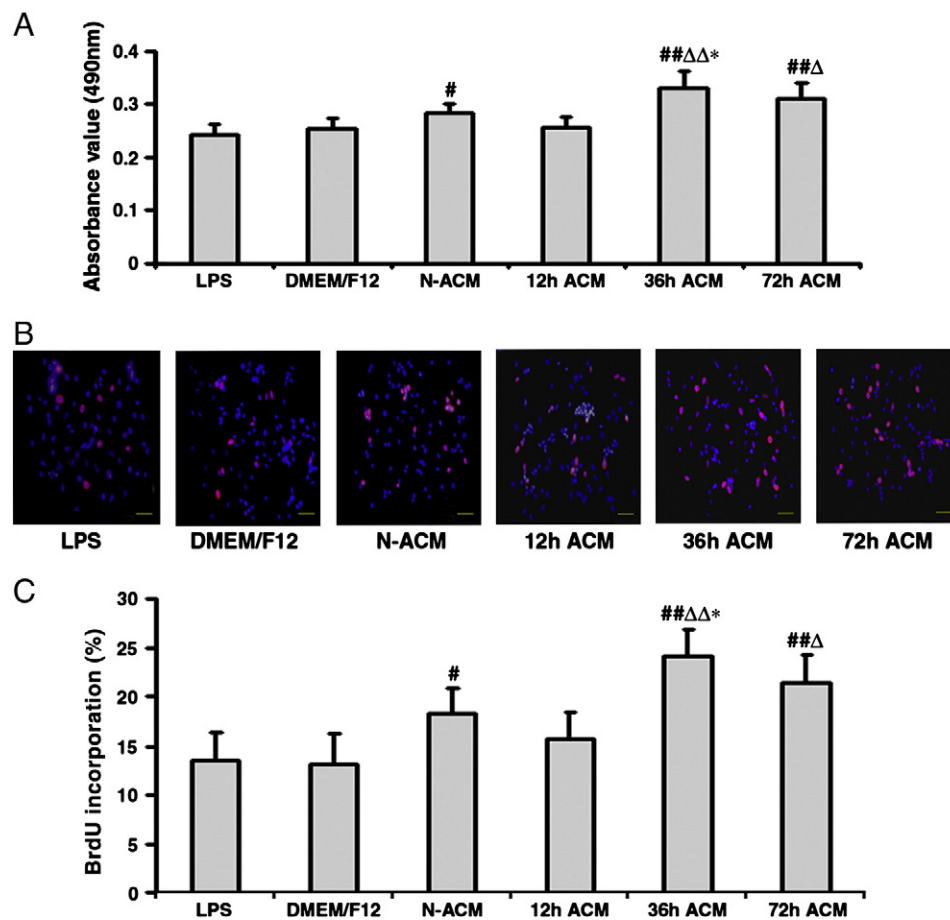 A
Absorbance value (490nm)
0.4
0.3
0.2
0.1
0
#
##ΔΔ*
##Δ
LPS DMEM/F12 N-ACM 12h ACM 36h ACM 72h ACM
B
LPS DMEM/F12 N-ACM 12h ACM 36h ACM 72h ACM
C
BrdU incorporation (%)
30
25
20
15
10
5
0
#
##ΔΔ*
##Δ
LPS DMEM/F12 N-ACM 12h ACM 36h ACM 72h ACM